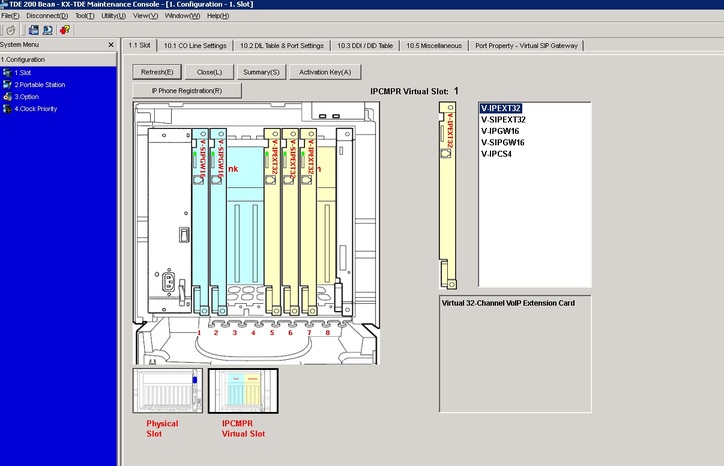 TDE 200 Веап - KX-TDE Maintenance Console - [1. Configuration - 1. Slot]
File(F) Disconnect(D) Tool(T) Utility(U) View(V) Window(W) Help(H)
System Menu
1.Configuration
1.Slot
2.Portable Station
3.Option
4.Clock Priority
1.1 Slot 10.1 CO Line Settings 10.2 DIL Table & Port Settings 10.3 DDI / DID Table 10.5 Miscellaneous Port Property - Virtual SIP Gateway
Refresh(E) Close(L) Summary(S) Activation Key(A)
IP Phone Registration(R)
IPCMPR Virtual Slot: 1
V-SIPGW16
V-SIPGW16
nk
V-IPEXT32
V-IPEXT32
V-IPEXT32
n
1 2 3 4 5 6 7 8
V-IPEXT32
V-IPEXT32
V-SIPEXT32
V-IPGW16
V-SIPGW16
V-IPCS4
Virtual 32-Channel VoIP Extension Card
Physical
Slot
IPCMPR
Virtual Slot